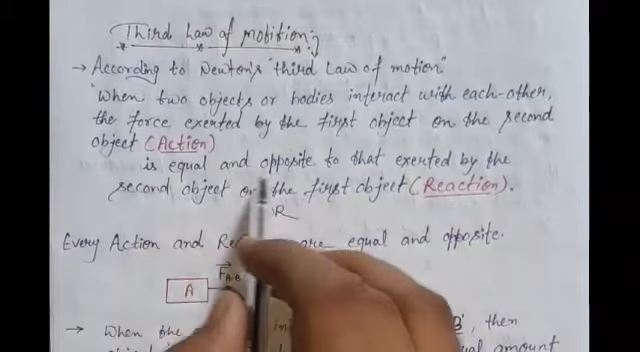 Third Law of Mobition:
→ According to Newton's "Third Law of motion"
"When two objects or bodies interact with each-other,
the force exerted by the first object on the second
object (Action)
is equal and opposite to that exerted by the
second object on the first object (Reaction).
R
Every Action and are equal and opposite.
F A-B
A
→ When the 'B', then
amount